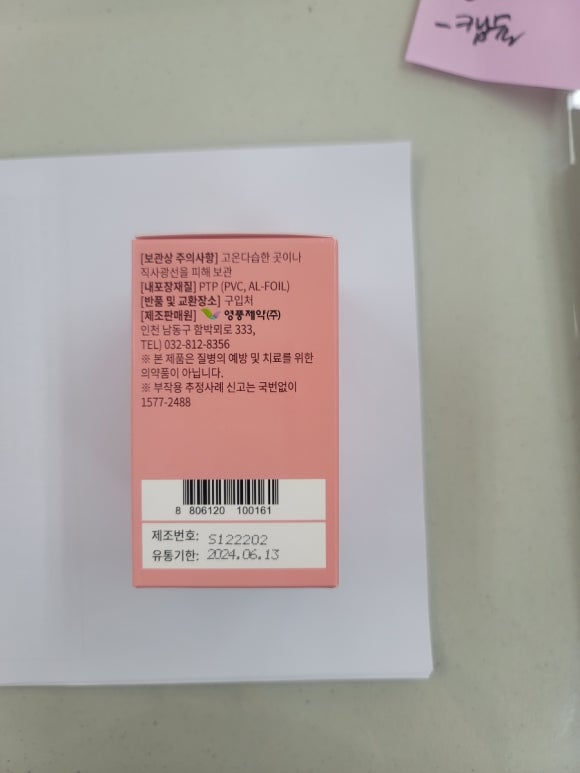 [보관상 주의사항] 고온다습한 곳이나
직사광선을 피해 보관
[내포장재질] PTP (PVC, AL-FOIL)
[반품 및 교환장소] 구입처
[제조판매원] 영풍제약(주)
인천 남동구 함박뫼로 333,
TEL) 032-812-8356
※ 본 제품은 질병의 예방 및 치료를 위한
의약품이 아닙니다.
※ 부작용 추정사례 신고는 국번없이
1577-2488
8 806120 100161
제조번호: S122202
유통기한: 2024.06.13